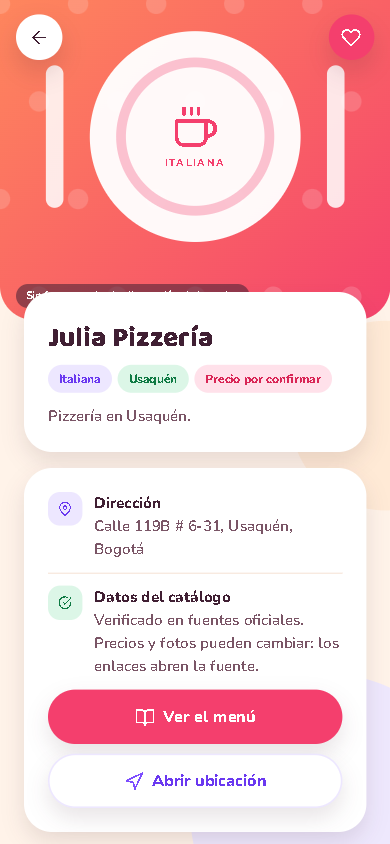 ITALIANA
Julia Pizzería
Italiana
Usaquén
Precio por confirmar
Pizzería en Usaquén.
Dirección
Calle 119B # 6-31, Usaquén,
Bogotá
Datos del catálogo
Verificado en fuentes oficiales.
Precios y fotos pueden cambiar: los
enlaces abren la fuente.
Ver el menú
Abrir ubicación